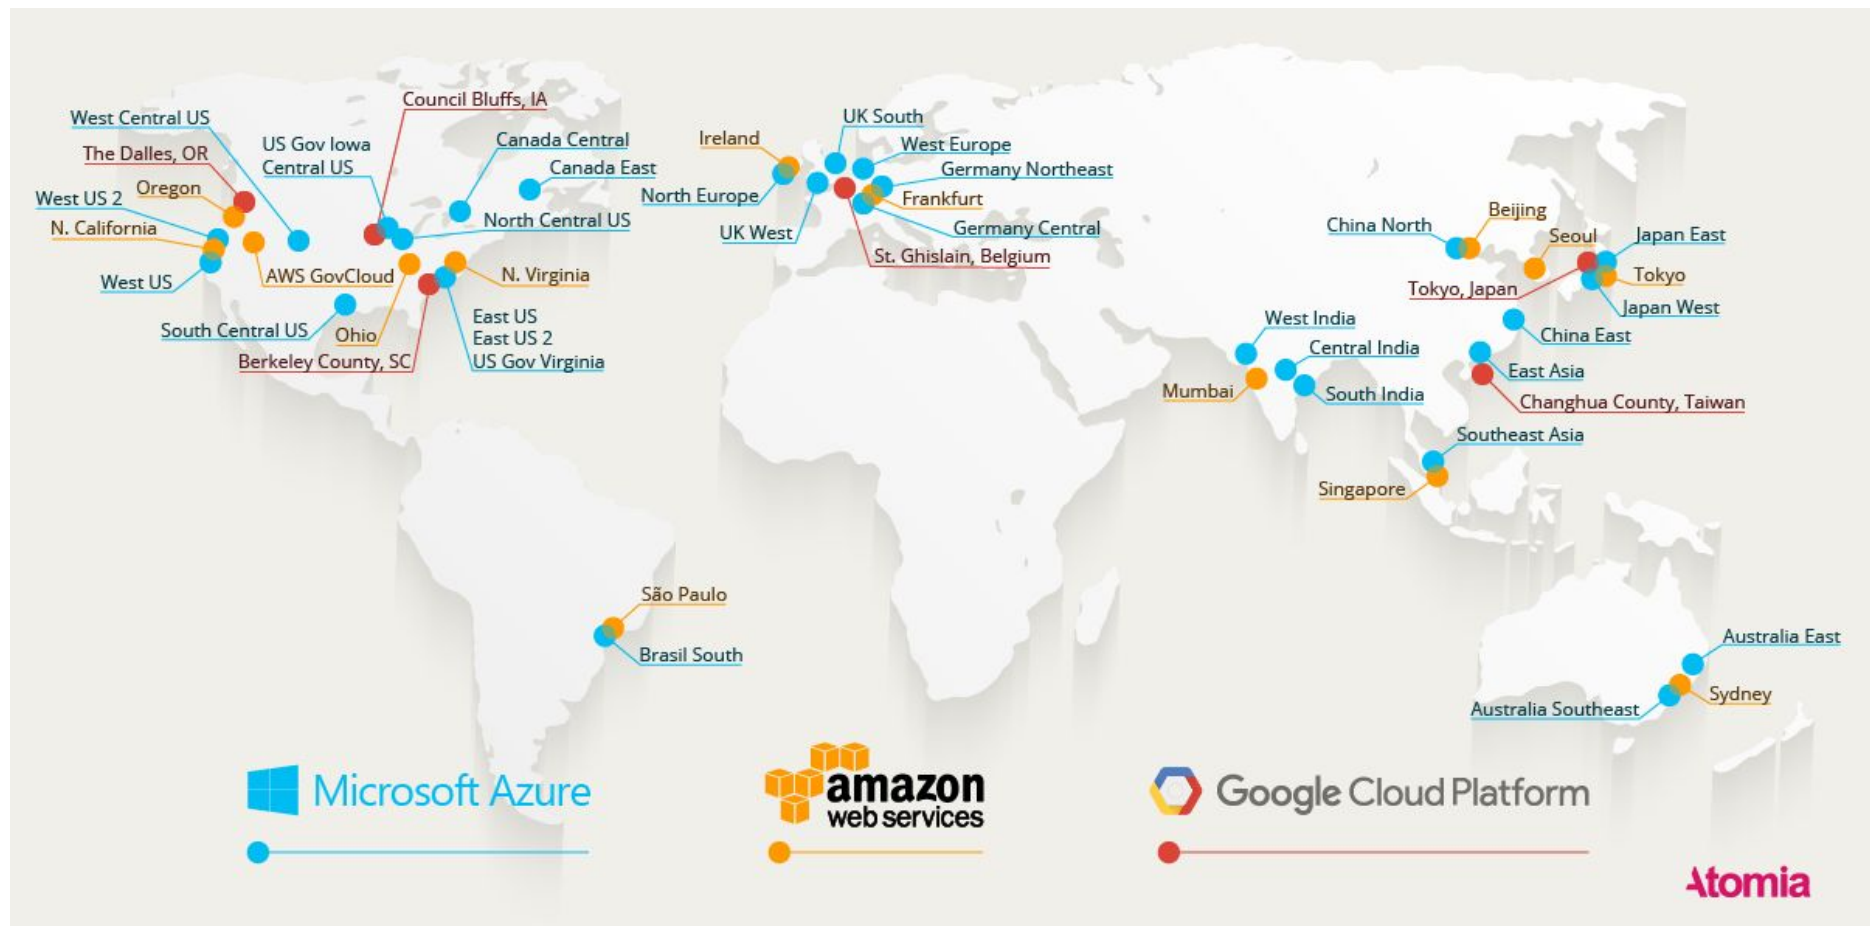 Council Bluffs, IA
West Central US
The Dalles, OR
US Gov Iowa
Central US
Canada Central
Canada East
Oregon
West US 2
N. California
North Central US
West US
AWS GovCloud
N. Virginia
South Central US
Ohio
Berkeley County, SC
East US
East US 2
US Gov Virginia
Ireland
UK South
West Europe
Germany Northeast
North Europe
Frankfurt
UK West
Germany Central
St. Ghislain, Belgium
China North
Beijing
Seoul
Japan East
Tokyo
Tokyo, Japan
Japan West
West India
China East
Central India
East Asia
Mumbai
South India
Changhua County, Taiwan
Southeast Asia
Singapore
São Paulo
Brasil South
Australia East
Sydney
Australia Southeast
Microsoft Azure
amazon
web services
Google Cloud Platform
Atomia